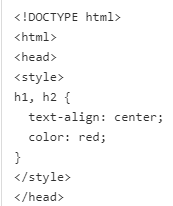 <!DOCTYPE html>
<html>
<head>
<style>
h1, h2 {
  text-align: center;
  color: red;
}
</style>
</head>